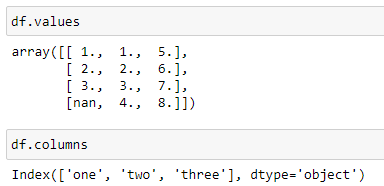 df.values
array([[ 1.,  1.,  5.],
       [ 2.,  2.,  6.],
       [ 3.,  3.,  7.],
       [nan,  4.,  8.]])
df.columns
Index(['one', 'two', 'three'], dtype='object')